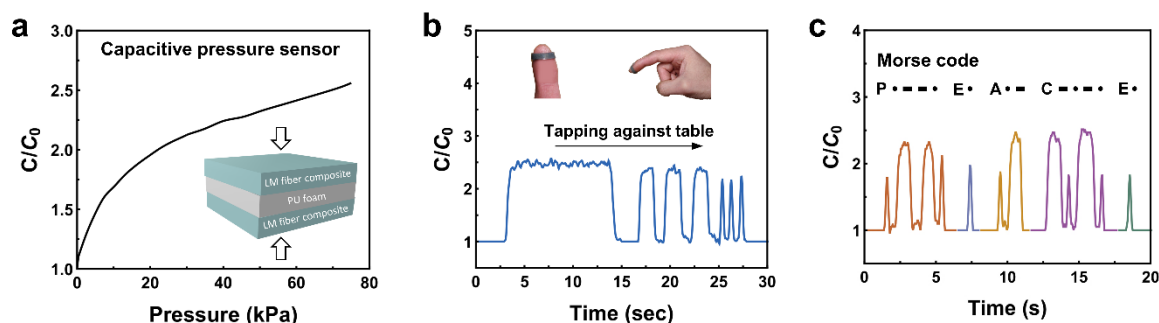 a
Capacitive pressure sensor
C/C0
3.0
2.5
2.0
1.5
1.0
LM fiber composite
PU foam
LM fiber composite
0 20 40 60 80
Pressure (kPa)
b
C/C0
5
4
3
2
1
Tapping against table
0 5 10 15 20 25 30
Time (sec)
c
C/C0
4
3
2
1
Morse code
P •▬▬• E • A •▬ C ▬•▬• E •
0 5 10 15 20
Time (s)